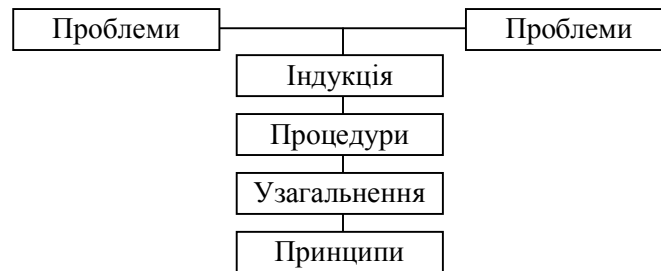 Проблеми Проблеми
Індукція
Процедури
Узагальнення
Принципи